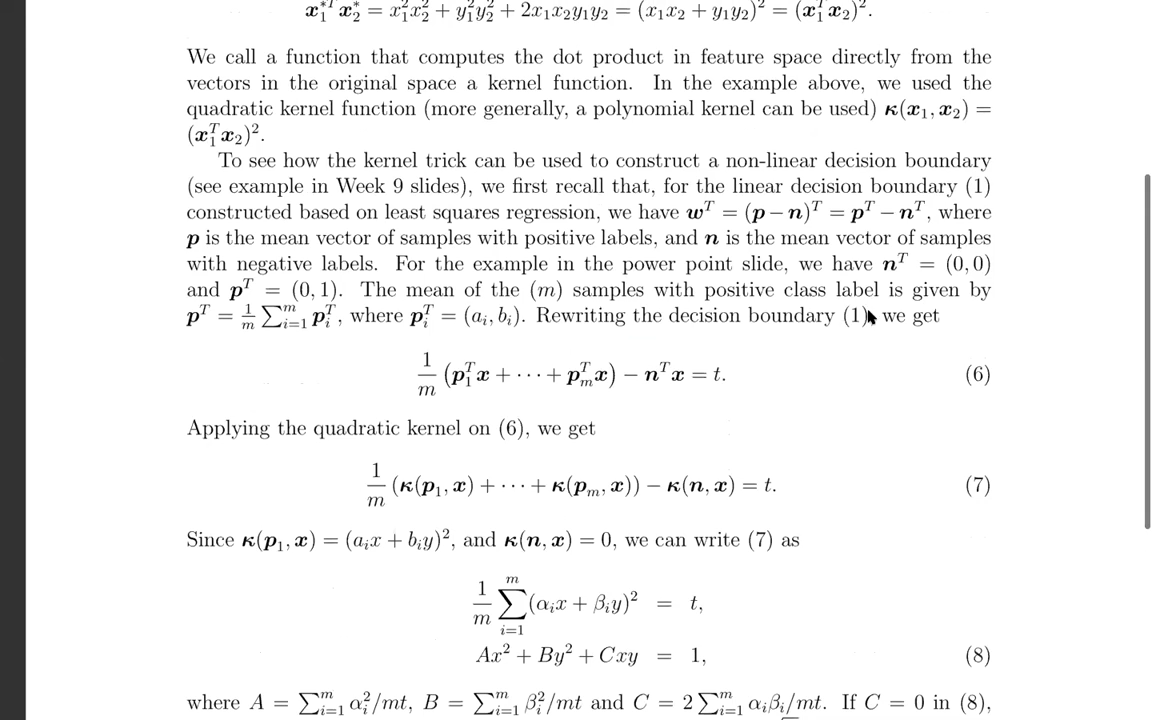 x₁*ᵀx₂* = x₁²x₂² + y₁²y₂² + 2x₁x₂y₁y₂ = (x₁x₂ + y₁y₂)² = (x₁ᵀx₂)².
We call a function that computes the dot product in feature space directly from the
vectors in the original space a kernel function. In the example above, we used the
quadratic kernel function (more generally, a polynomial kernel can be used) κ(x₁, x₂) =
(x₁ᵀx₂)².
To see how the kernel trick can be used to construct a non-linear decision boundary
(see example in Week 9 slides), we first recall that, for the linear decision boundary (1)
constructed based on least squares regression, we have wᵀ = (p − n)ᵀ = pᵀ − nᵀ, where
p is the mean vector of samples with positive labels, and n is the mean vector of samples
with negative labels. For the example in the power point slide, we have nᵀ = (0, 0)
and pᵀ = (0, 1). The mean of the (m) samples with positive class label is given by
pᵀ = 1/m ∑ᵢ₌₁ᵐ pᵢᵀ, where pᵢᵀ = (aᵢ, bᵢ). Rewriting the decision boundary (1) we get
1/m (p₁ᵀx + · · · + pₘᵀx) − nᵀx = t. (6)
Applying the quadratic kernel on (6), we get
1/m (κ(p₁, x) + · · · + κ(pₘ, x)) − κ(n, x) = t. (7)
Since κ(p₁, x) = (aᵢx + bᵢy)², and κ(n, x) = 0, we can write (7) as
1/m ∑ᵢ₌₁ᵐ (αᵢx + βᵢy)² = t,
Ax² + By² + Cxy = 1, (8)
where A = ∑ᵢ₌₁ᵐ αᵢ²/mt, B = ∑ᵢ₌₁ᵐ βᵢ²/mt and C = 2 ∑ᵢ₌₁ᵐ αᵢβᵢ/mt. If C = 0 in (8),